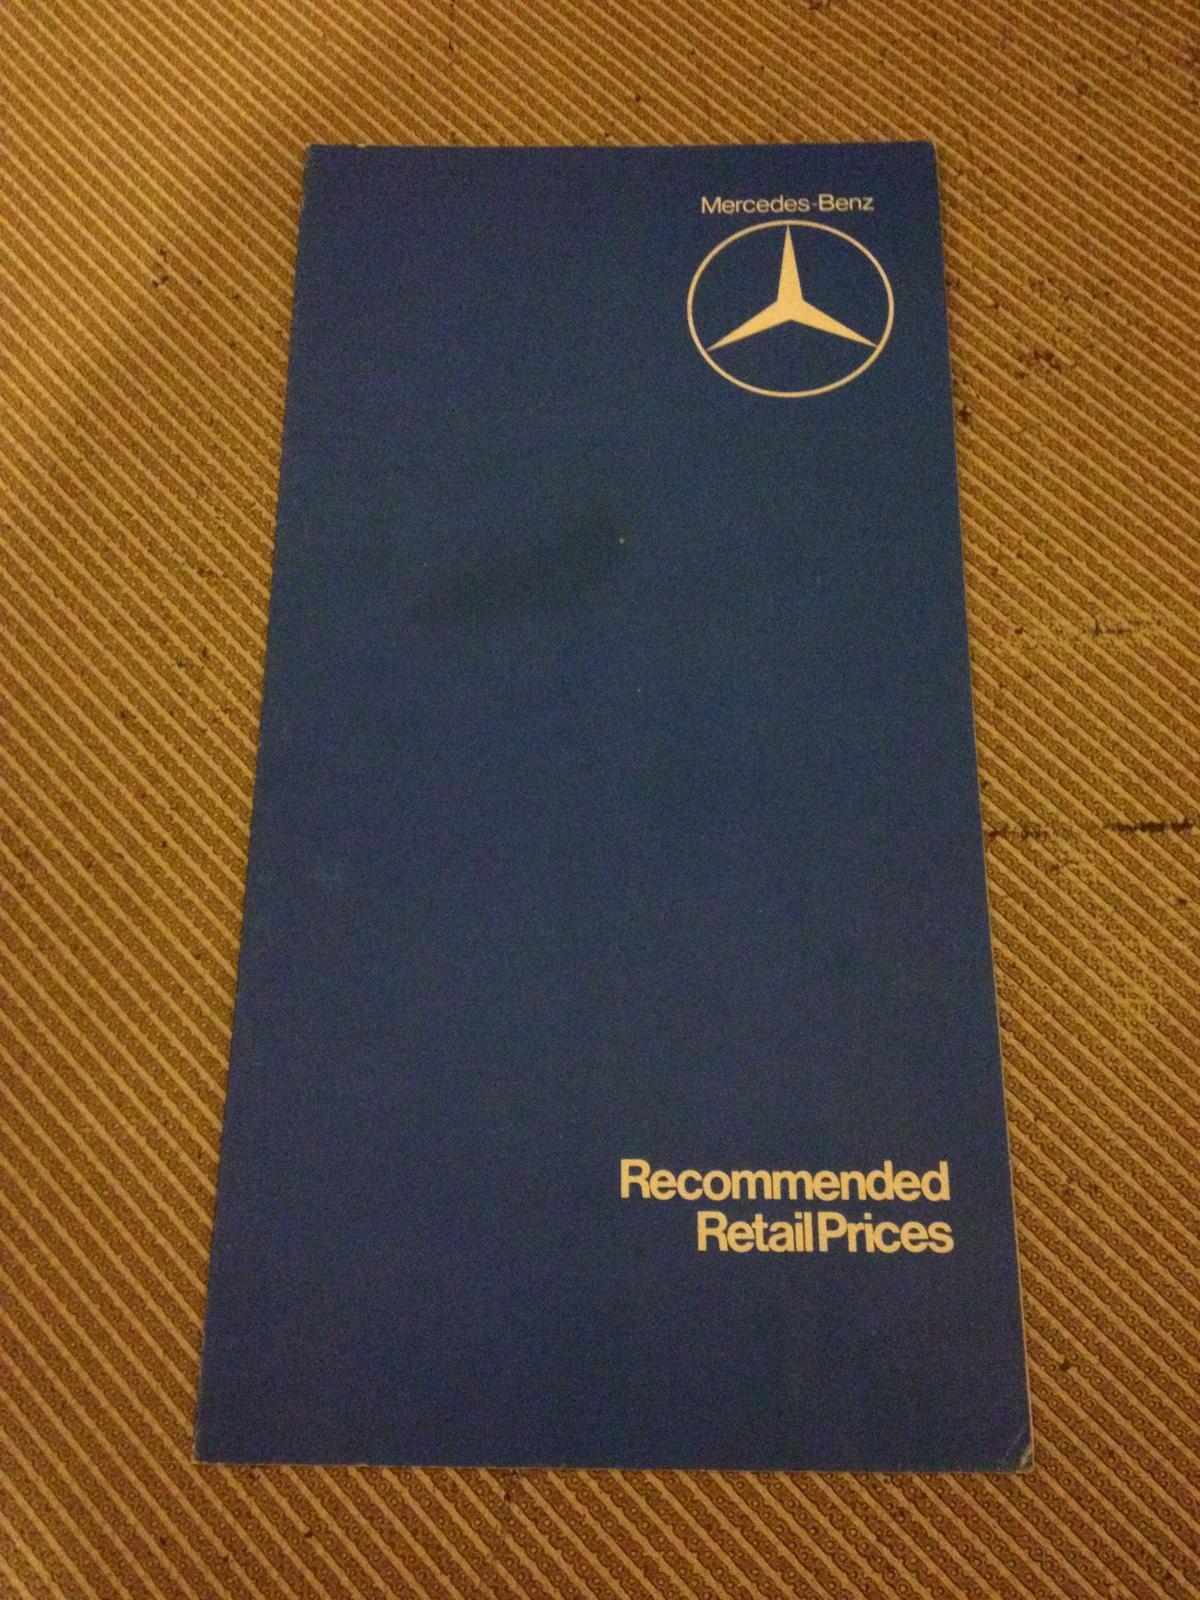 Mercedes-Benz
Recommended
Retail Prices